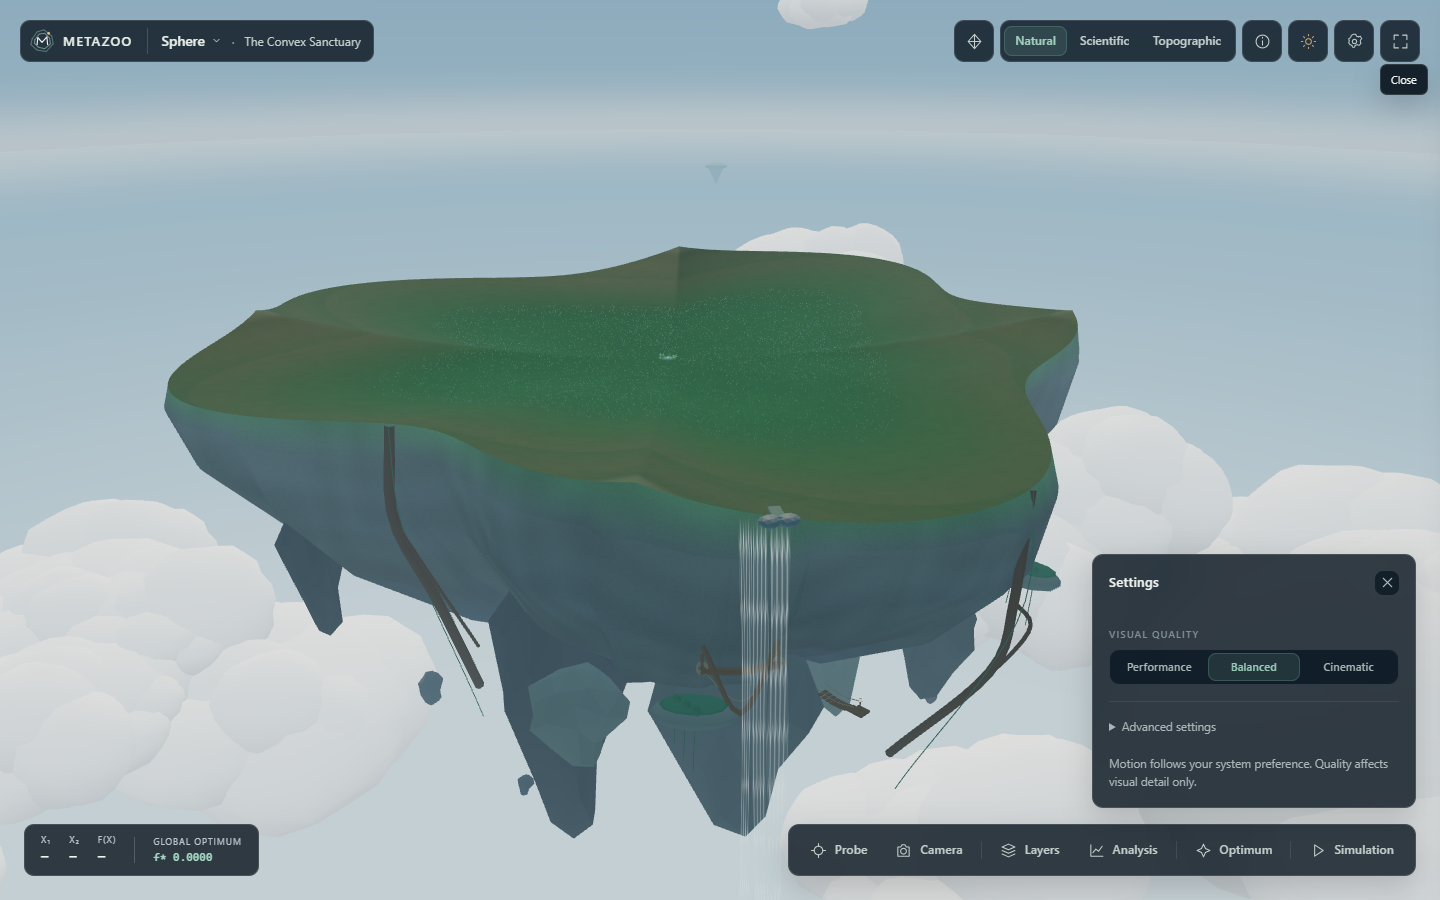 METAZOO
Sphere · The Convex Sanctuary
Natural Scientific Topographic
Close
Settings
VISUAL QUALITY
Performance Balanced Cinematic
Advanced settings
Motion follows your system preference. Quality affects
visual detail only.
X₁ X₂ F(X)
– – –
GLOBAL OPTIMUM
f* 0.0000
Probe Camera Layers Analysis Optimum Simulation